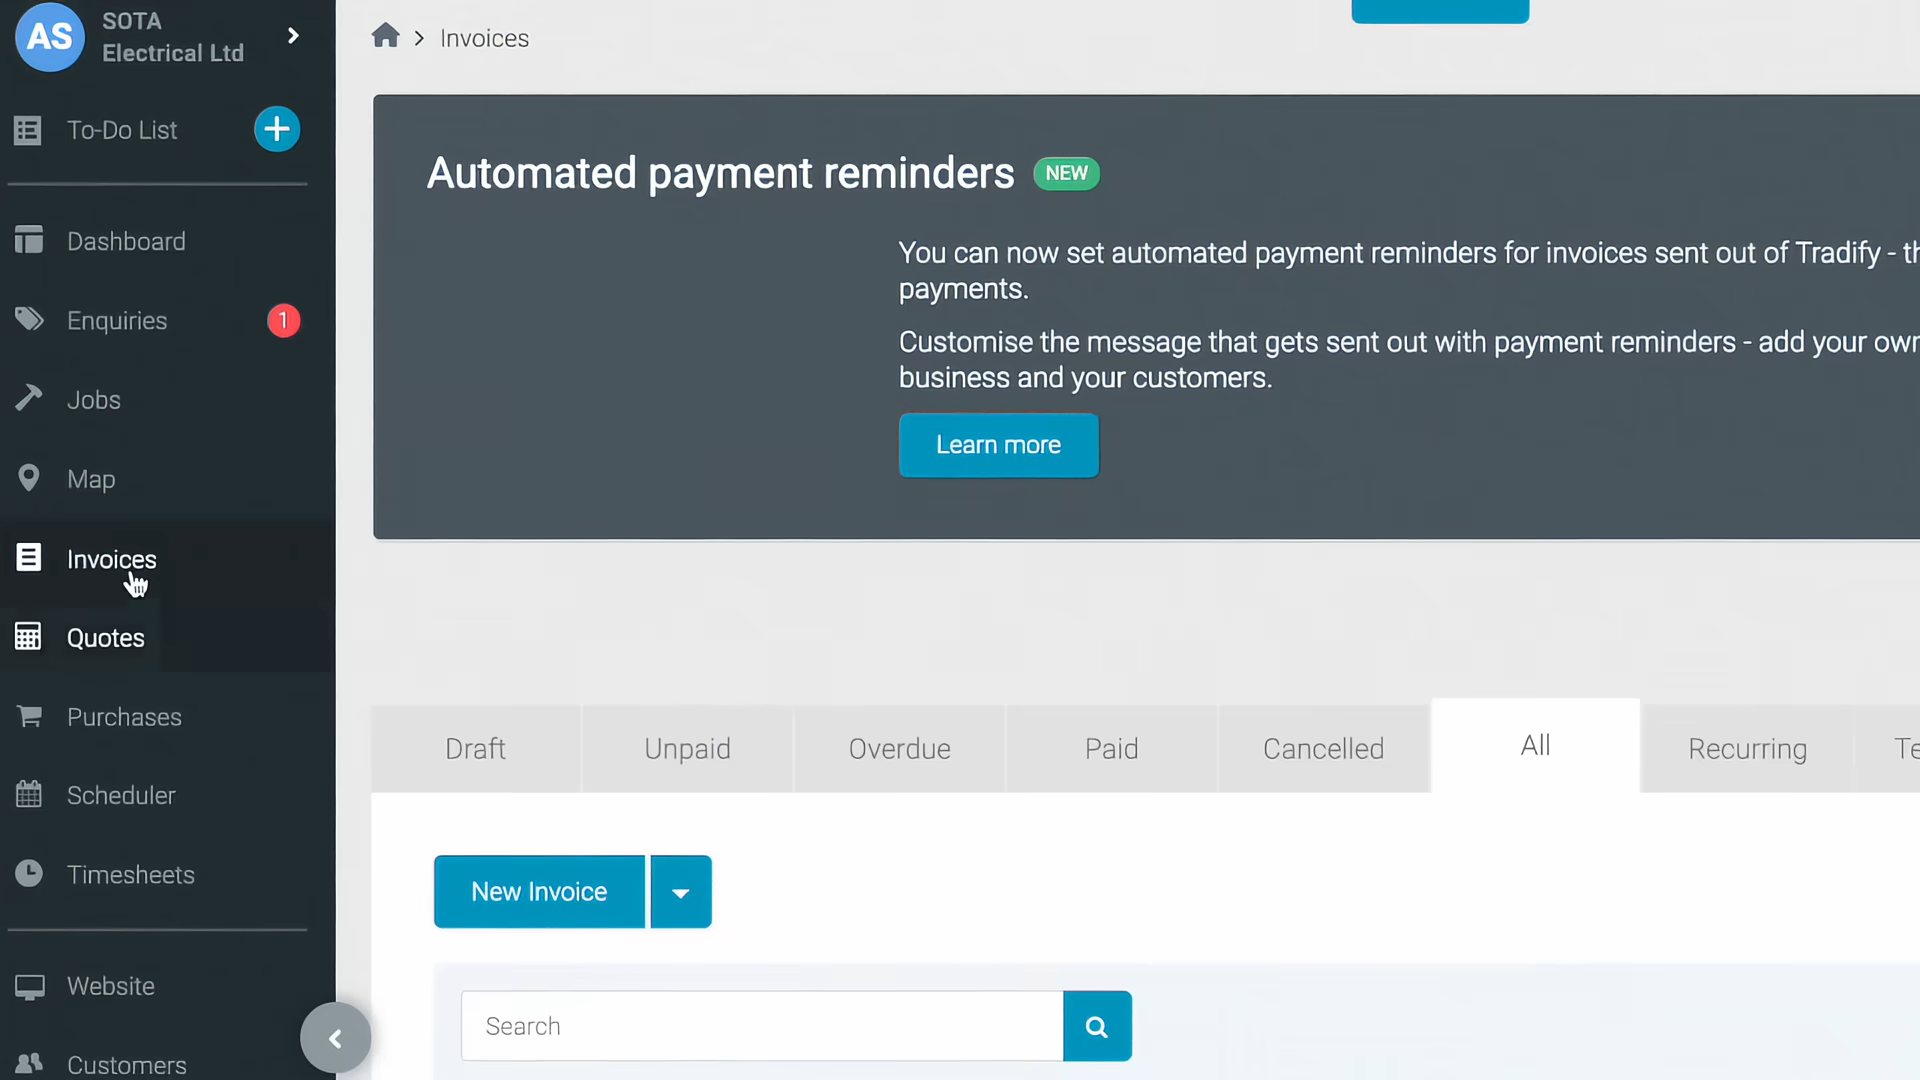 AS
SOTA
Electrical Ltd
To-Do List
Dashboard
Enquiries
1
Jobs
Map
Invoices
Quotes
Purchases
Scheduler
Timesheets
Website
Customers
Invoices
Automated payment reminders NEW
You can now set automated payment reminders for invoices sent out of Tradify -
payments.
Customise the message that gets sent out with payment reminders - add your own
business and your customers.
Learn more
Draft
Unpaid
Overdue
Paid
Cancelled
All
Recurring
New Invoice
Search